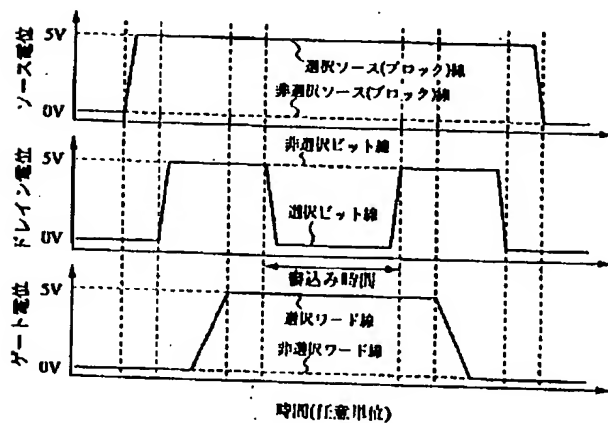 ソース電位
5V
0V
選択ソース(ブロック)線
非選択ソース(ブロック)線
ドレイン電位
5V
0V
非選択ビット線
選択ビット線
書込み時間
ゲート電位
5V
0V
選択ワード線
非選択ワード線
時間(任意単位)